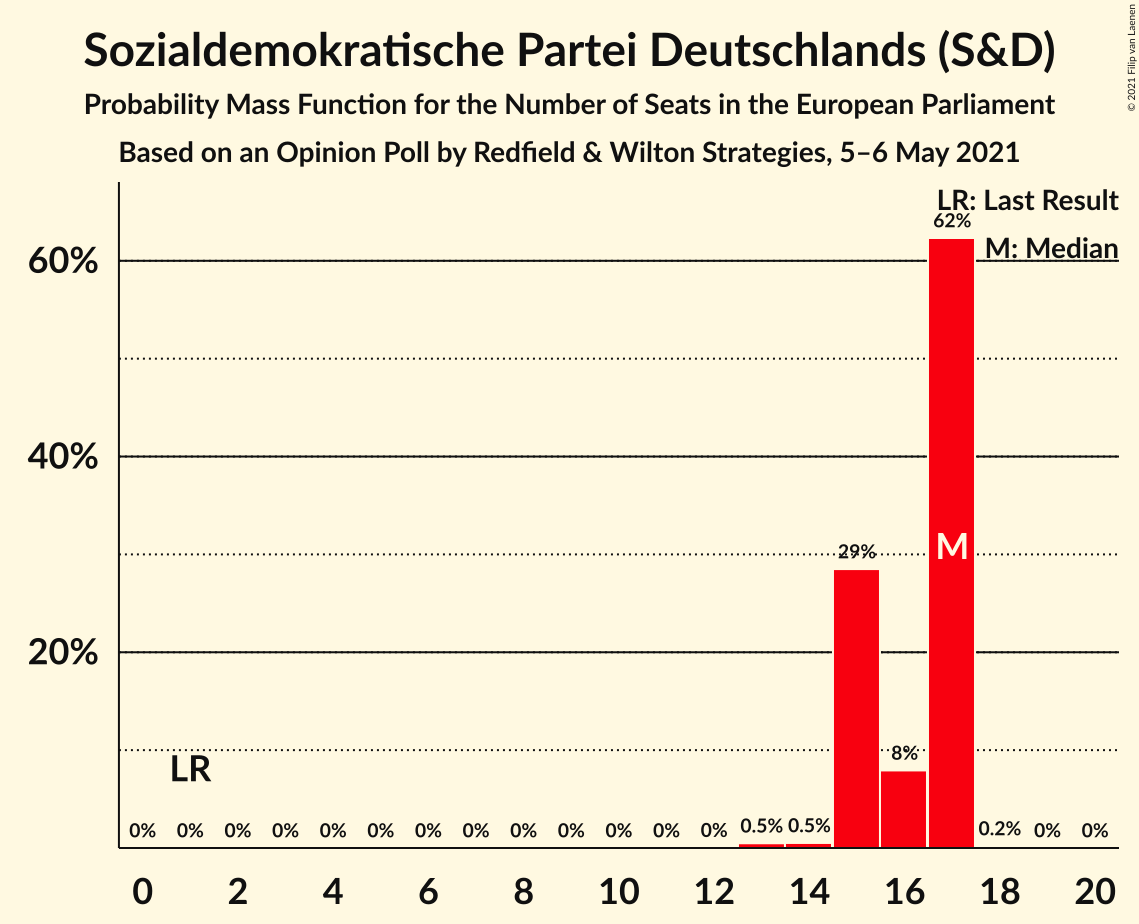 Sozialdemokratische Partei Deutschlands (S&D)
Probability Mass Function for the Number of Seats in the European Parliament
Based on an Opinion Poll by Redfield & Wilton Strategies, 5–6 May 2021
© 2021 Filip van Laenen
LR: Last Result
M: Median
60%
40%
20%
LR
M
0% 0% 0% 0% 0% 0% 0% 0% 0% 0% 0% 0% 0% 0.5% 0.5% 29% 8% 62% 0.2% 0% 0%
0 2 4 6 8 10 12 14 16 18 20